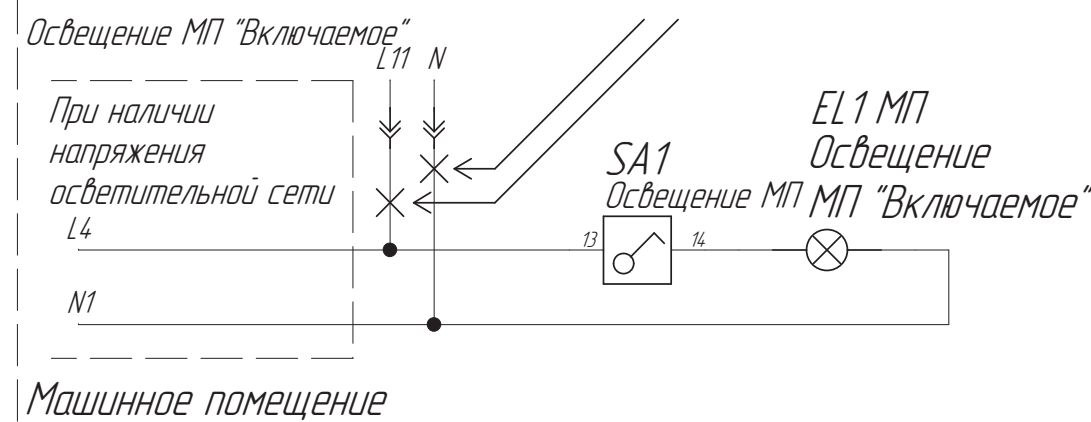 Освещение МП "Включаемое"
L11 N
При наличии
напряжения
осветительной сети
L4
N1
SA1
Освещение МП
13
14
EL1 МП
Освещение
МП "Включаемое"
Машинное помещение